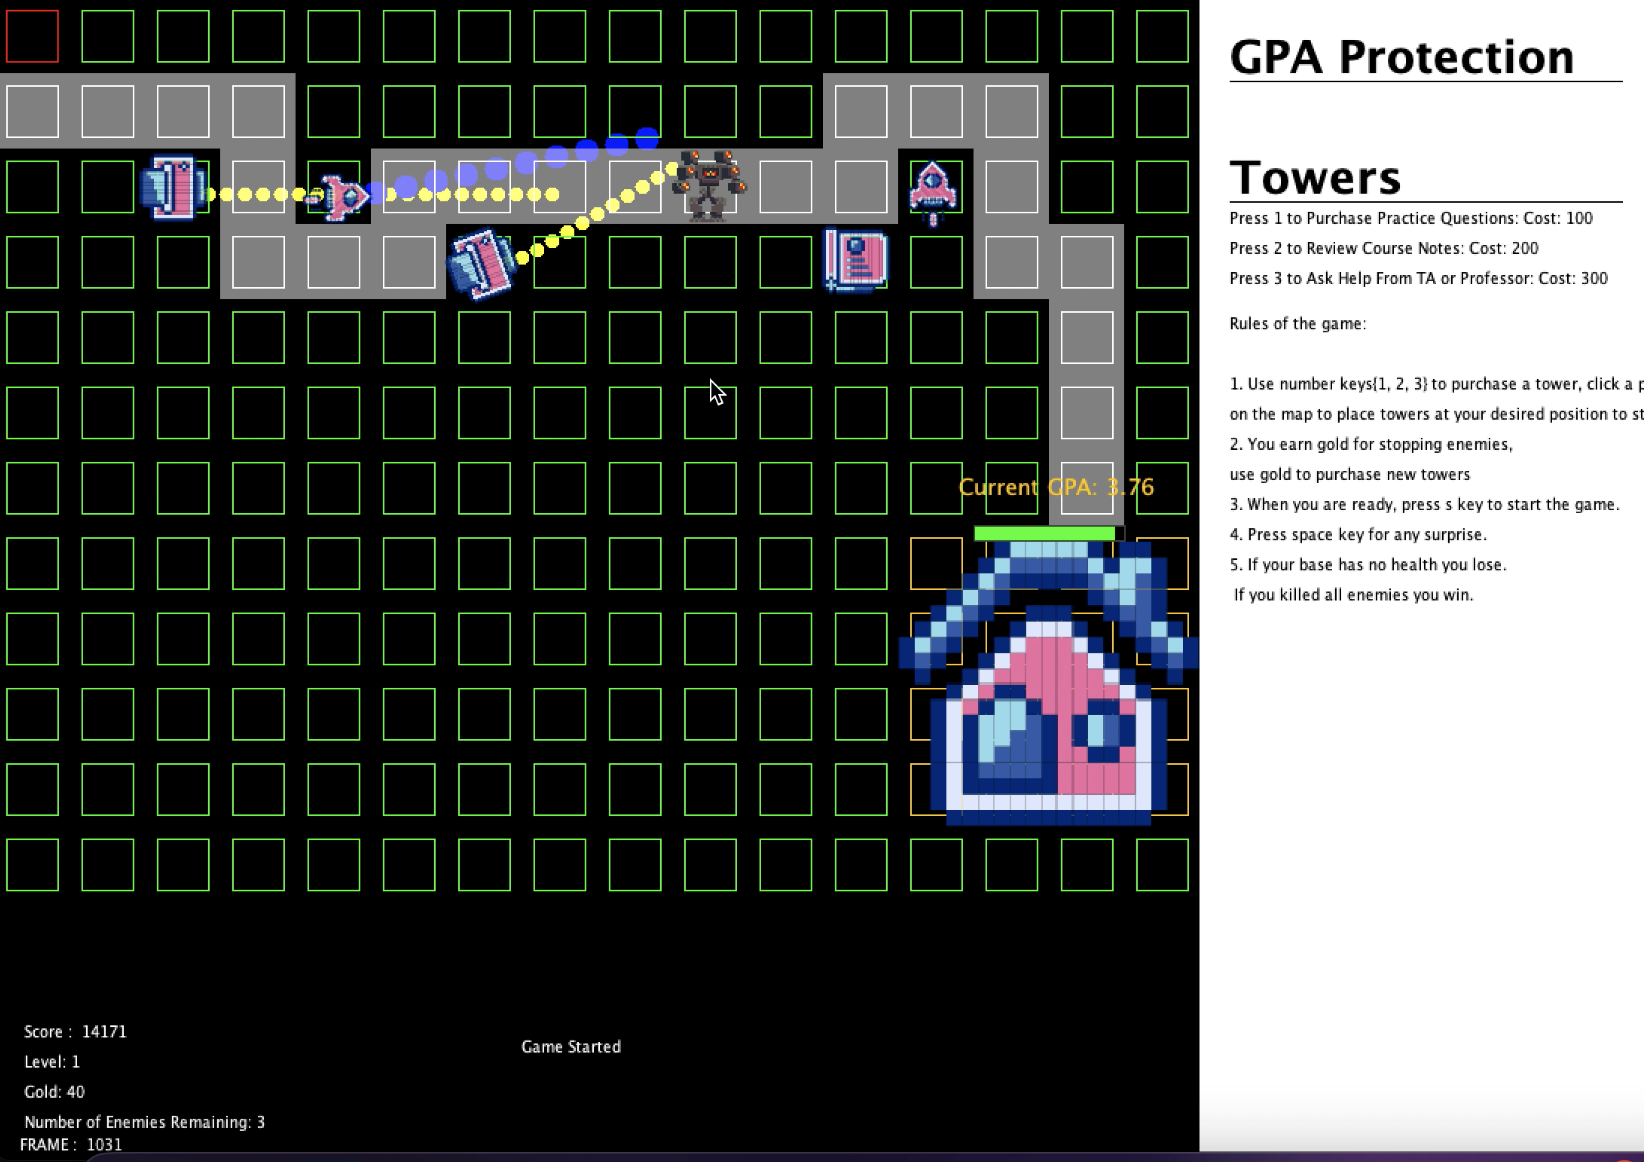 GPA Protection
Towers
Press 1 to Purchase Practice Questions: Cost: 100
Press 2 to Review Course Notes: Cost: 200
Press 3 to Ask Help From TA or Professor: Cost: 300
Rules of the game:
1. Use number keys{1, 2, 3} to purchase a tower, click a
on the map to place towers at your desired position to
2. You earn gold for stopping enemies,
use gold to purchase new towers
3. When you are ready, press s key to start the game.
4. Press space key for any surprise.
5. If your base has no health you lose.
If you killed all enemies you win.
Current GPA: 3.76
Score : 14171
Level: 1
Gold: 40
Number of Enemies Remaining: 3
FRAME : 1031
Game Started